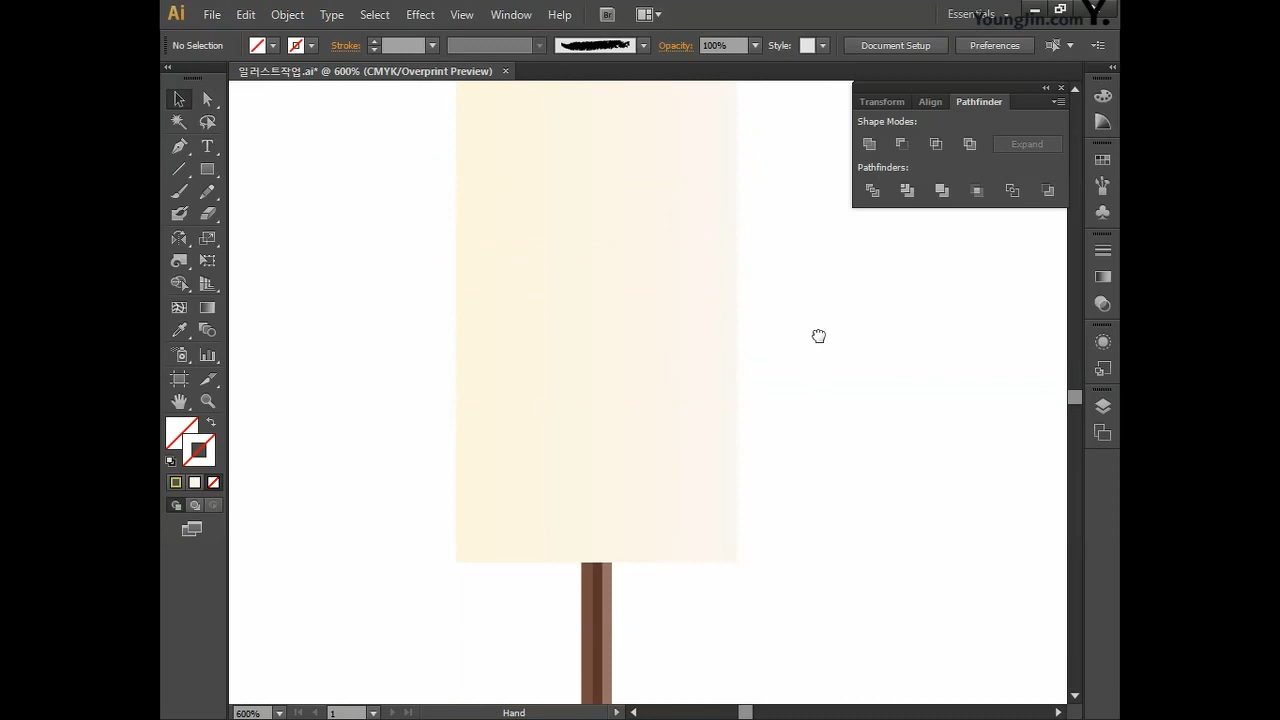 Ai File Edit Object Type Select Effect View Window Help Br Essentials
YoungJin.com Y.
No Selection Stroke: Opacity: 100% Style: Document Setup Preferences
일러스트작업.ai* @ 600% (CMYK/Overprint Preview) ×
Transform Align Pathfinder
Shape Modes:
Expand
Pathfinders:
600% 1 Hand